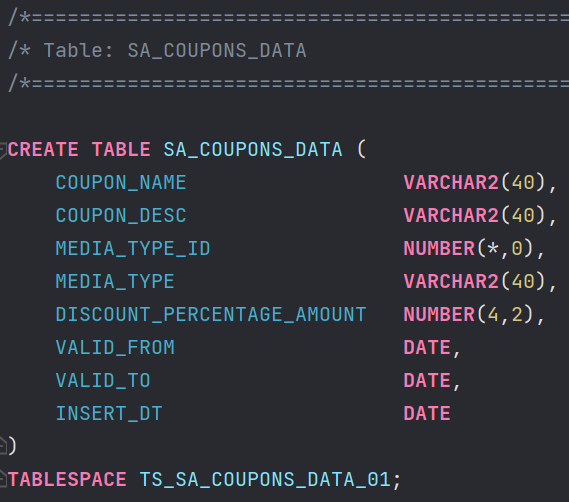 /*==============================================
/* Table: SA_COUPONS_DATA
/*==============================================
CREATE TABLE SA_COUPONS_DATA (
    COUPON_NAME                  VARCHAR2(40),
    COUPON_DESC                  VARCHAR2(40),
    MEDIA_TYPE_ID                NUMBER(*,0),
    MEDIA_TYPE                   VARCHAR2(40),
    DISCOUNT_PERCENTAGE_AMOUNT   NUMBER(4,2),
    VALID_FROM                   DATE,
    VALID_TO                     DATE,
    INSERT_DT                    DATE
)
TABLESPACE TS_SA_COUPONS_DATA_01;